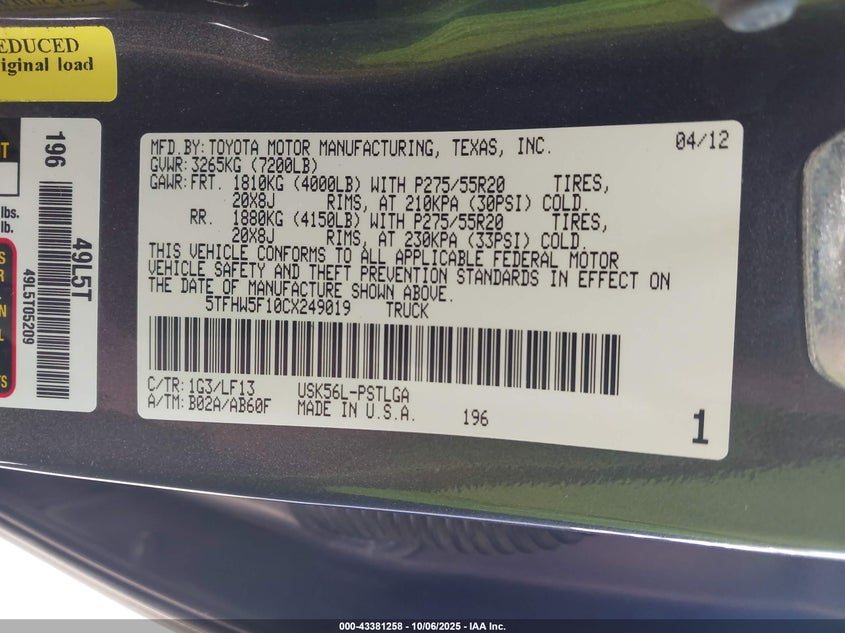 EDUCED
riginal load
196
49L5T
49L5T05209
lbs.
lb.
MFD.BY:TOYOTA MOTOR MANUFACTURING, TEXAS, INC. 04/12
GVWR:3265KG (7200LB)
GAWR:FRT. 1810KG (4000LB) WITH P275/55R20 TIRES,
20X8J RIMS, AT 210KPA (30PSI) COLD.
RR. 1880KG (4150LB) WITH P275/55R20 TIRES,
20X8J RIMS, AT 230KPA (33PSI) COLD.
THIS VEHICLE CONFORMS TO ALL APPLICABLE FEDERAL MOTOR
VEHICLE SAFETY AND THEFT PREVENTION STANDARDS IN EFFECT ON
THE DATE OF MANUFACTURE SHOWN ABOVE.
5TFHW5F10CX249019 TRUCK
C/TR:1G3/LF13 USK56L-PSTLGA
A/TM:B02A/AB60F MADE IN U.S.A. 196
1
000-43381258 - 10/06/2025 - IAA Inc.